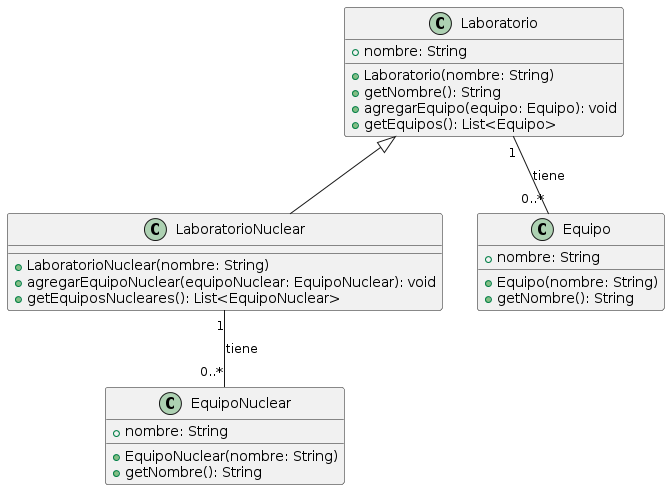 C Laboratorio
nombre: String
Laboratorio(nombre: String)
getNombre(): String
agregarEquipo(equipo: Equipo): void
getEquipos(): List<Equipo>
1
tiene
0..*
C LaboratorioNuclear
LaboratorioNuclear(nombre: String)
agregarEquipoNuclear(equipoNuclear: EquipoNuclear): void
getEquiposNucleares(): List<EquipoNuclear>
C Equipo
nombre: String
Equipo(nombre: String)
getNombre(): String
1
tiene
0..*
C EquipoNuclear
nombre: String
EquipoNuclear(nombre: String)
getNombre(): String